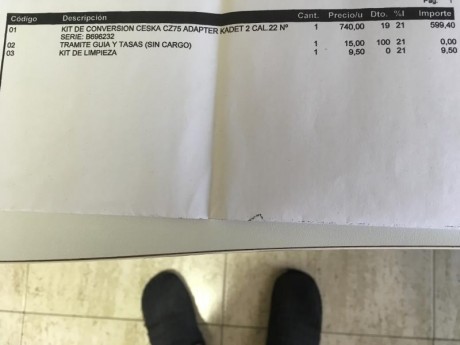 Pág. 1
Código Descripción Cant. Precio/u Dto. %I Importe
01 KIT DE CONVERSION CESKA CZ75 ADAPTER KADET 2 CAL.22 Nº 1 740,00 19 21 599,40
SERIE: B696232
02 TRAMITE GUIA Y TASAS (SIN CARGO) 1 15,00 100 21 0,00
03 KIT DE LIMPIEZA 1 9,50 0 21 9,50